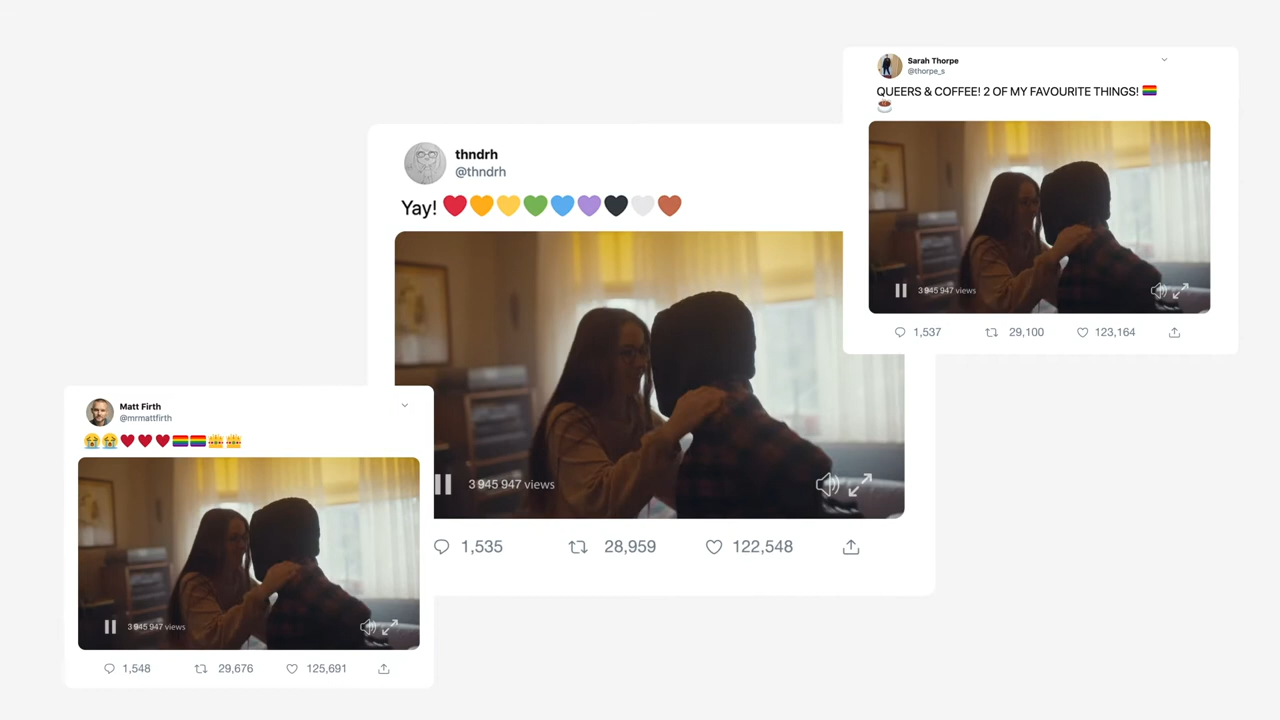 Sarah Thorpe
@thorpe_s
QUEERS & COFFEE! 2 OF MY FAVOURITE THINGS! 🏳️‍🌈
☕
3 945 947 views
1,537 29,100 123,164
thndrh
@thndrh
Yay! ❤️🧡💛💚💙💜🖤🤍🤎
3 945 947 views
1,535 28,959 122,548
Matt Firth
@mrmattfirth
😭😭❤️❤️❤️🏳️‍🌈🏳️‍🌈🙌🙌
3 945 947 views
1,548 29,676 125,691